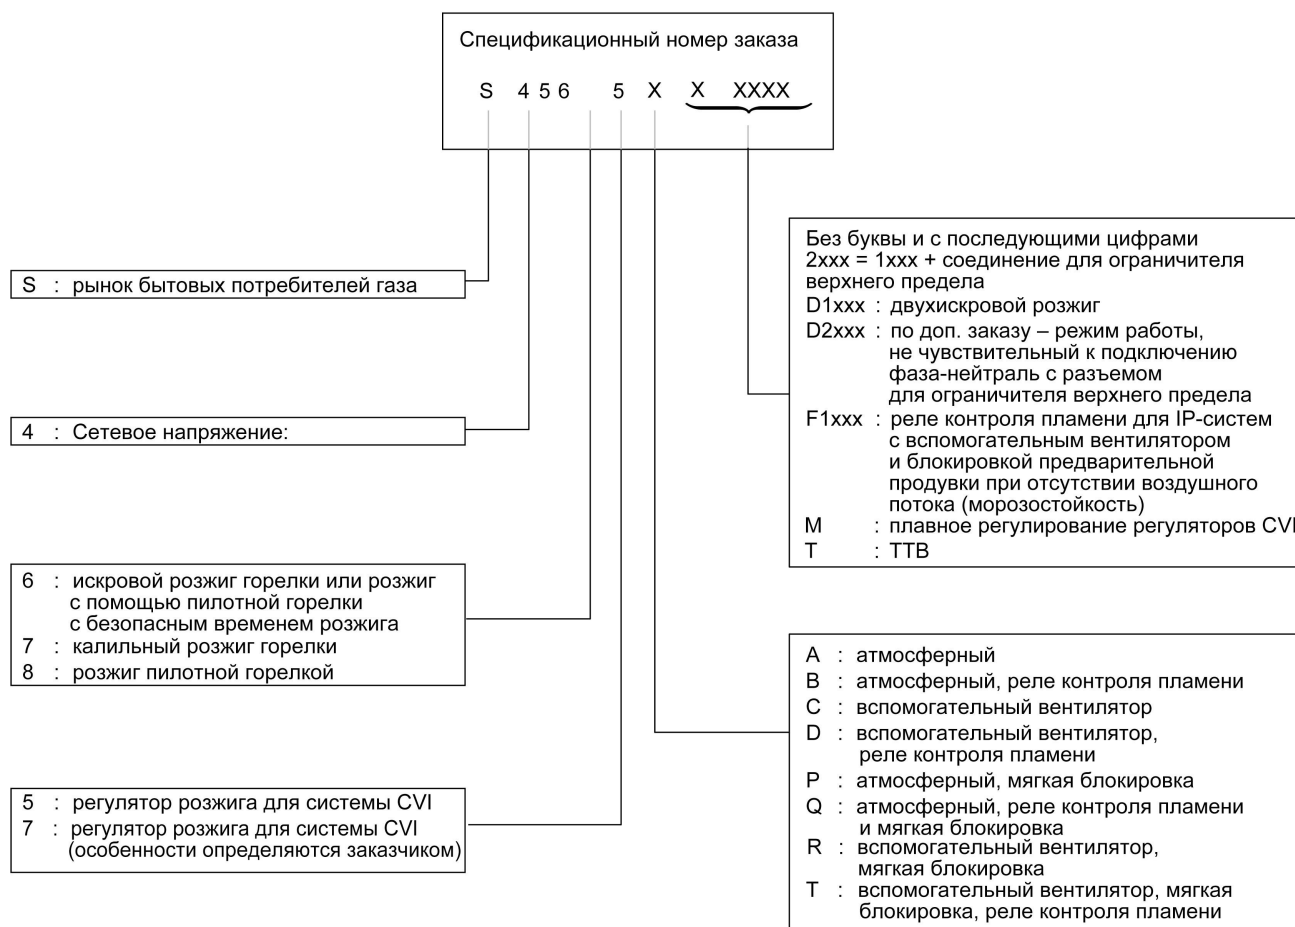 Спецификационный номер заказа
S 4 5 6 5 X X XXXX
S : рынок бытовых потребителей газа
4 : Сетевое напряжение:
6 : искровой розжиг горелки или розжиг
с помощью пилотной горелки
с безопасным временем розжига
7 : калильный розжиг горелки
8 : розжиг пилотной горелкой
5 : регулятор розжига для системы CVI
7 : регулятор розжига для системы CVI
(особенности определяются заказчиком)
Без буквы и с последующими цифрами
2xxx = 1xxx + соединение для ограничителя
верхнего предела
D1xxx : двухискровой розжиг
D2xxx : по доп. заказу – режим работы,
не чувствительный к подключению
фаза-нейтраль с разъемом
для ограничителя верхнего предела
F1xxx : реле контроля пламени для IP-систем
с вспомогательным вентилятором
и блокировкой предварительной
продувки при отсутствии воздушного
потока (морозостойкость)
M : плавное регулирование регуляторов CVI
T : ТТВ
A : атмосферный
B : атмосферный, реле контроля пламени
C : вспомогательный вентилятор
D : вспомогательный вентилятор,
реле контроля пламени
P : атмосферный, мягкая блокировка
Q : атмосферный, реле контроля пламени
и мягкая блокировка
R : вспомогательный вентилятор,
мягкая блокировка
T : вспомогательный вентилятор, мягкая
блокировка, реле контроля пламени